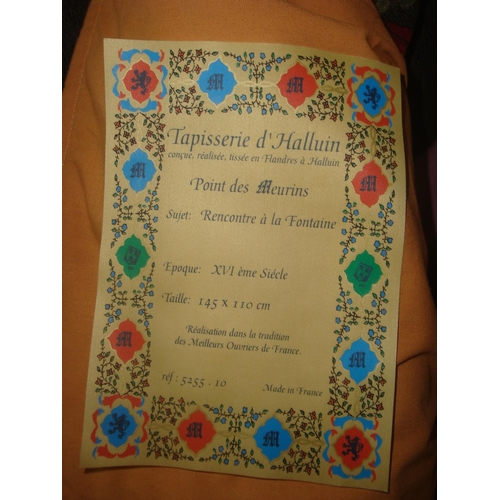 Tapisserie d'Halluin
conçue, réalisée, tissée en Flandres à Halluin
Point des Meurins
Sujet: Rencontre à la Fontaine
Epoque: XVI ème Siécle
Taille: 145 x 110 cm
Réalisation dans la tradition
des Meilleurs Ouvriers de France.
réf : 5255 . 10 Made in France